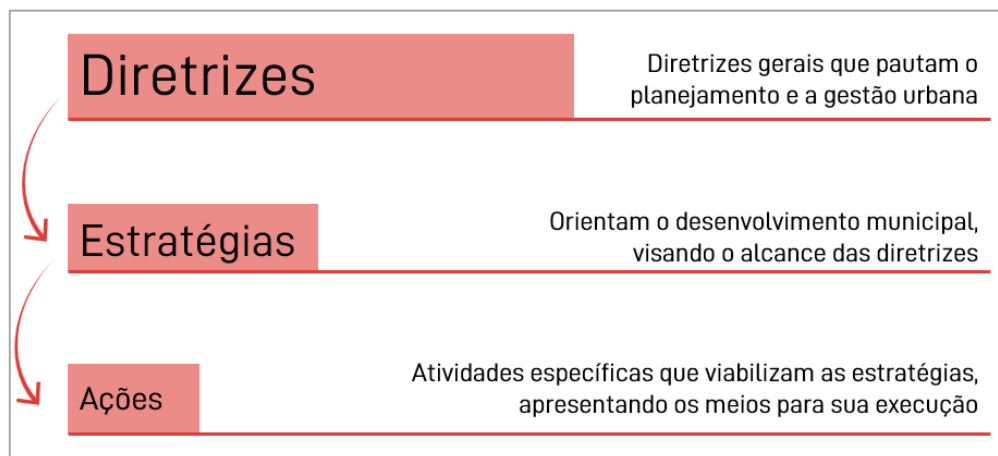 Diretrizes
Diretrizes gerais que pautam o
planejamento e a gestão urbana
Estratégias
Orientam o desenvolvimento municipal,
visando o alcance das diretrizes
Ações
Atividades específicas que viabilizam as estratégias,
apresentando os meios para sua execução